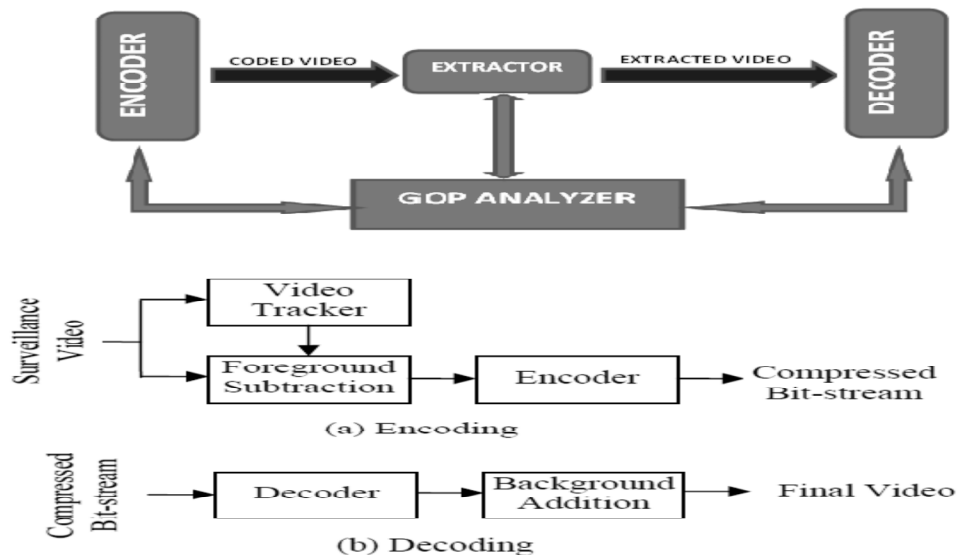 ENCODER
CODED VIDEO
EXTRACTOR
EXTRACTED VIDEO
DECODER
GOP ANALYZER
Surveillance
Video
Video
Tracker
Foreground
Subtraction
Encoder
Compressed
Bit-stream
(a) Encoding
Compressed
Bit-stream
Decoder
Background
Addition
Final Video
(b) Decoding